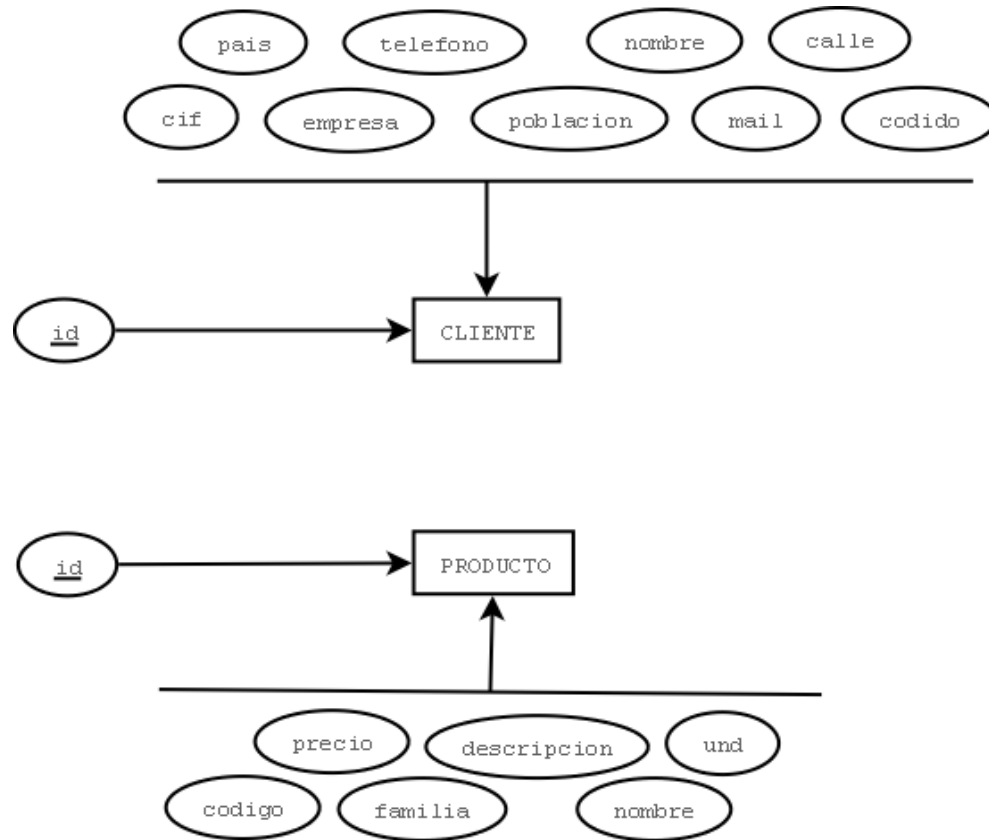 pais telefono nombre calle
cif empresa poblacion mail codido
id CLIENTE
id PRODUCTO
precio descripcion und
codigo familia nombre